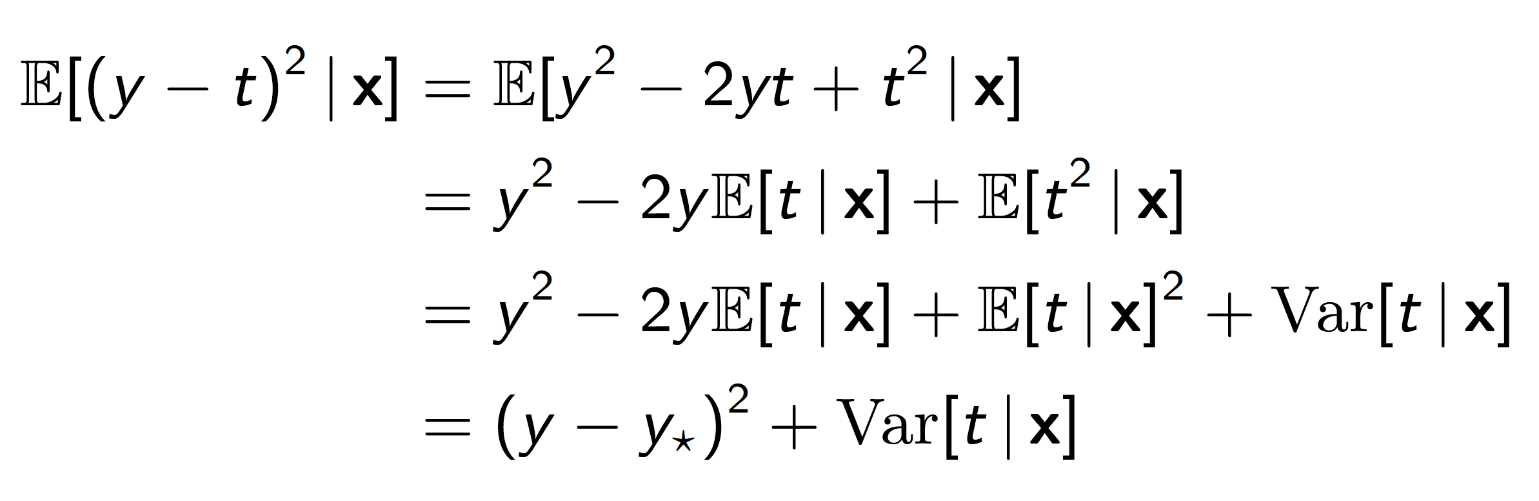 𝔼[(y − t)² | 𝐱] = 𝔼[y² − 2yt + t² | 𝐱]
= y² − 2y𝔼[t | 𝐱] + 𝔼[t² | 𝐱]
= y² − 2y𝔼[t | 𝐱] + 𝔼[t | 𝐱]² + Var[t | 𝐱]
= (y − y⋆)² + Var[t | 𝐱]